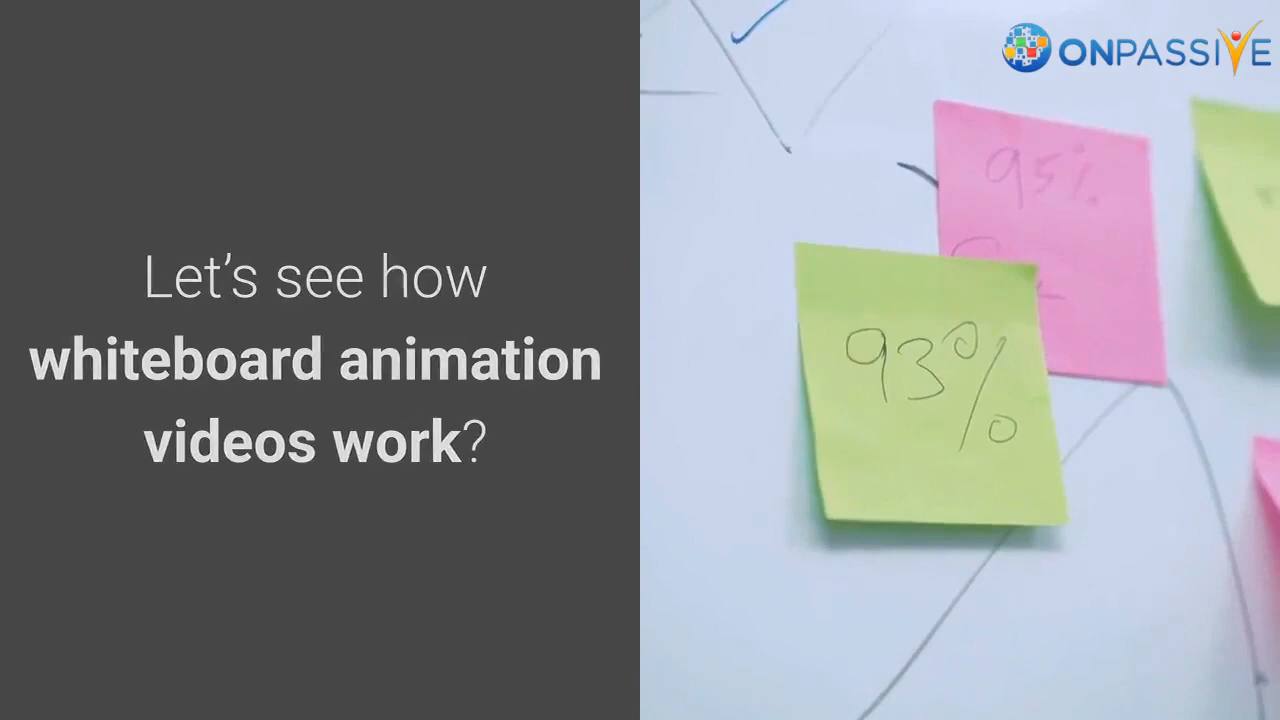 Let's see how
whiteboard animation
videos work?
ONPASSIVE
95%
93%